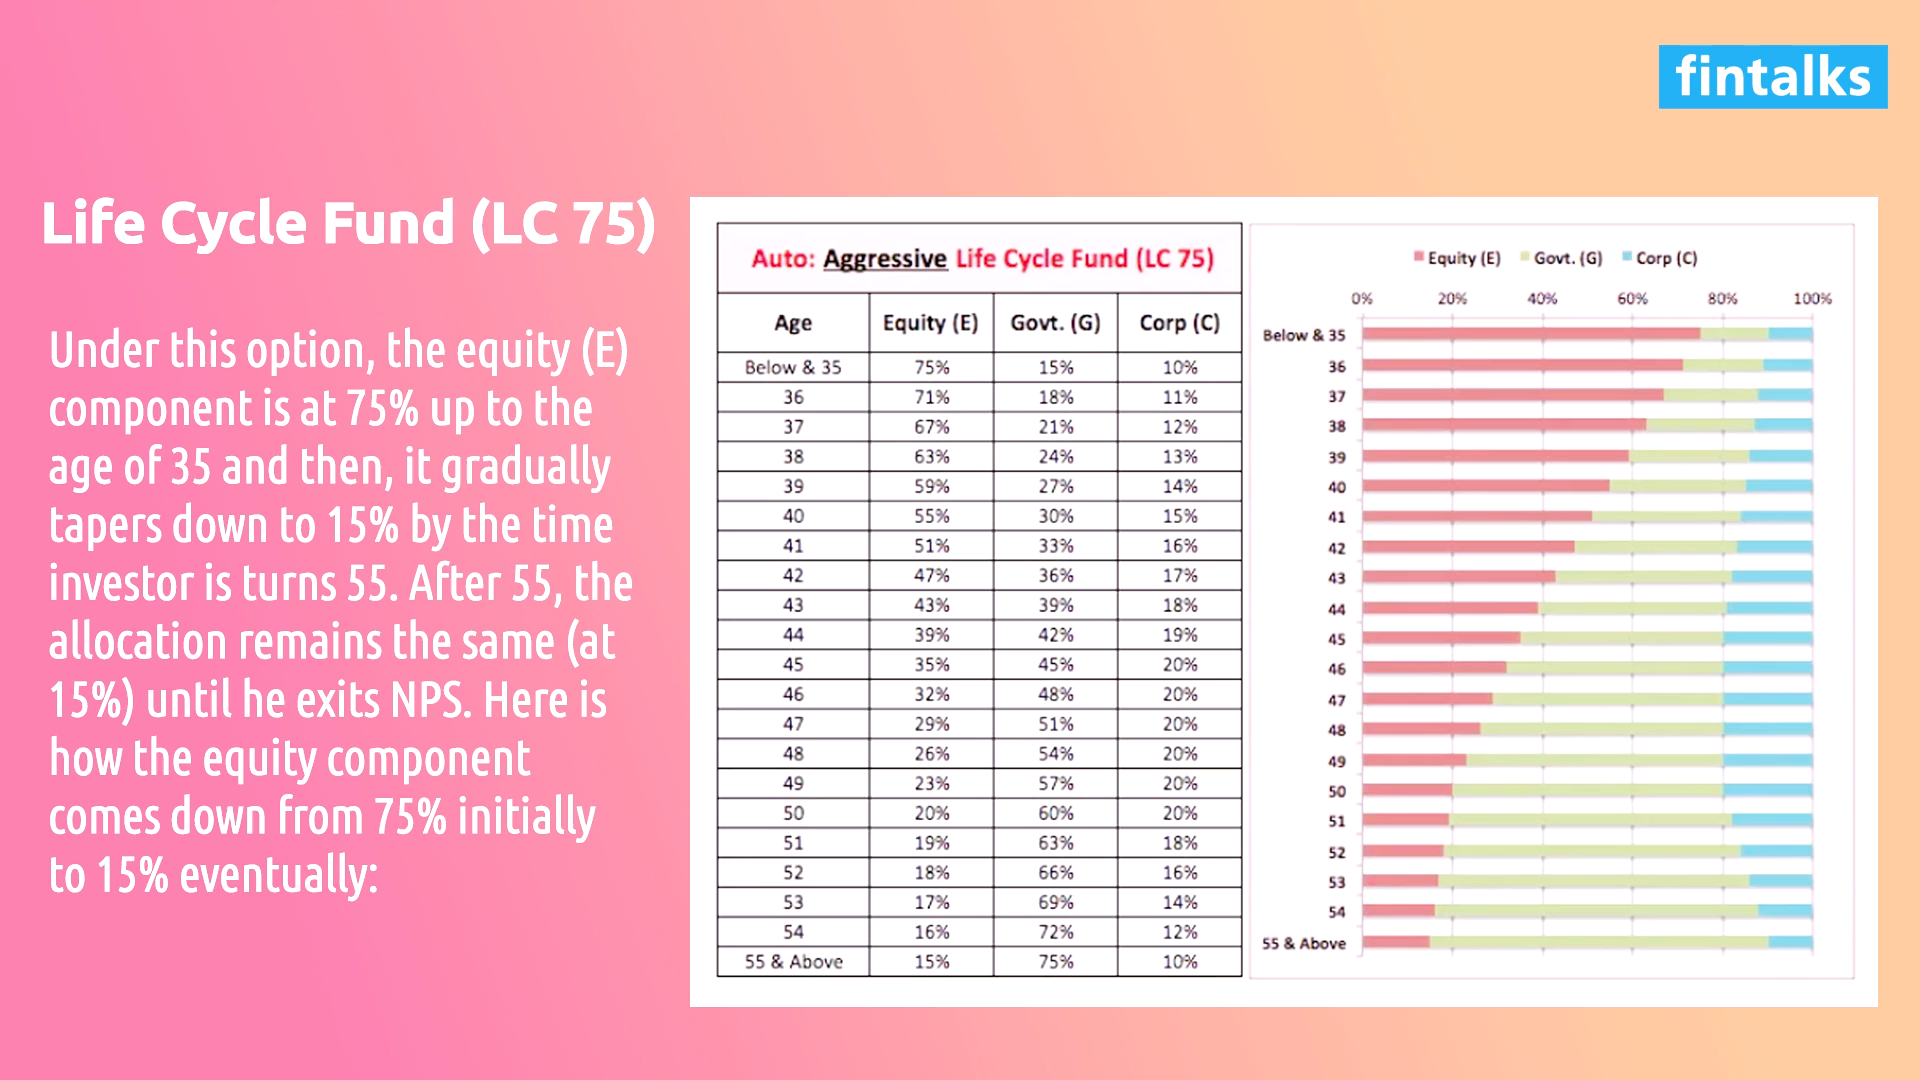 fintalks
Life Cycle Fund (LC 75)
Under this option, the equity (E)
component is at 75% up to the
age of 35 and then, it gradually
tapers down to 15% by the time
investor is turns 55. After 55, the
allocation remains the same (at
15%) until he exits NPS. Here is
how the equity component
comes down from 75% initially
to 15% eventually:
Auto: Aggressive Life Cycle Fund (LC 75)
Age Equity (E) Govt. (G) Corp (C)
Below & 35 75% 15% 10%
36 71% 18% 11%
37 67% 21% 12%
38 63% 24% 13%
39 59% 27% 14%
40 55% 30% 15%
41 51% 33% 16%
42 47% 36% 17%
43 43% 39% 18%
44 39% 42% 19%
45 35% 45% 20%
46 32% 48% 20%
47 29% 51% 20%
48 26% 54% 20%
49 23% 57% 20%
50 20% 60% 20%
51 19% 63% 18%
52 18% 66% 16%
53 17% 69% 14%
54 16% 72% 12%
55 & Above 15% 75% 10%
Equity (E) Govt. (G) Corp (C)
0% 20% 40% 60% 80% 100%
Below & 35
36
37
38
39
40
41
42
43
44
45
46
47
48
49
50
51
52
53
54
55 & Above